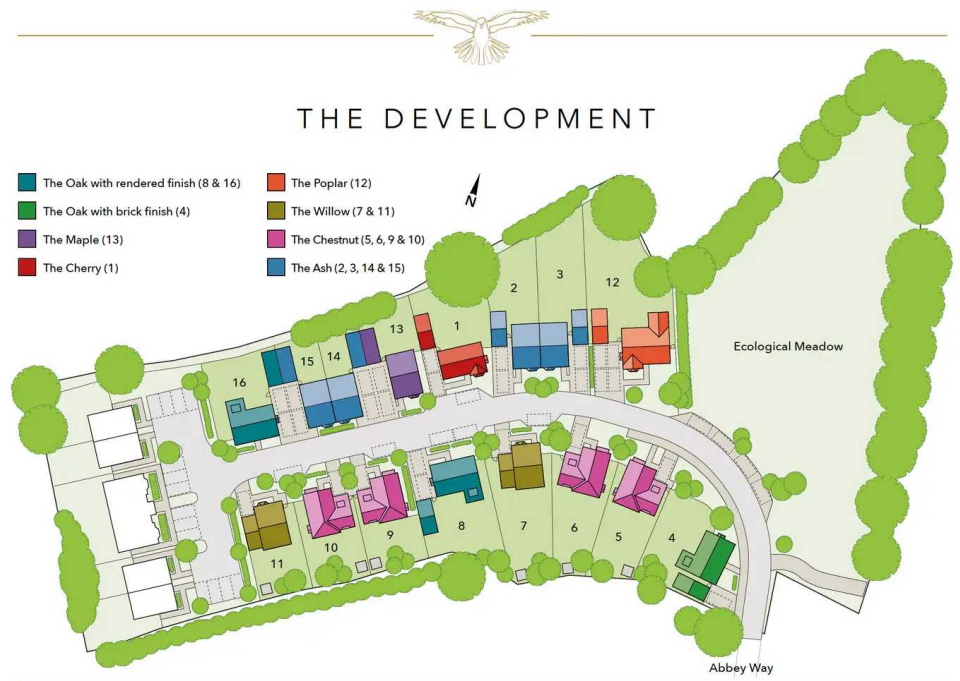 THE DEVELOPMENT
The Oak with rendered finish (8 & 16)
The Oak with brick finish (4)
The Maple (13)
The Cherry (1)
The Poplar (12)
The Willow (7 & 11)
The Chestnut (5, 6, 9 & 10)
The Ash (2, 3, 14 & 15)
N
3
2
12
1
13
14
15
16
Ecological Meadow
8
7
6
5
4
9
10
11
Abbey Way